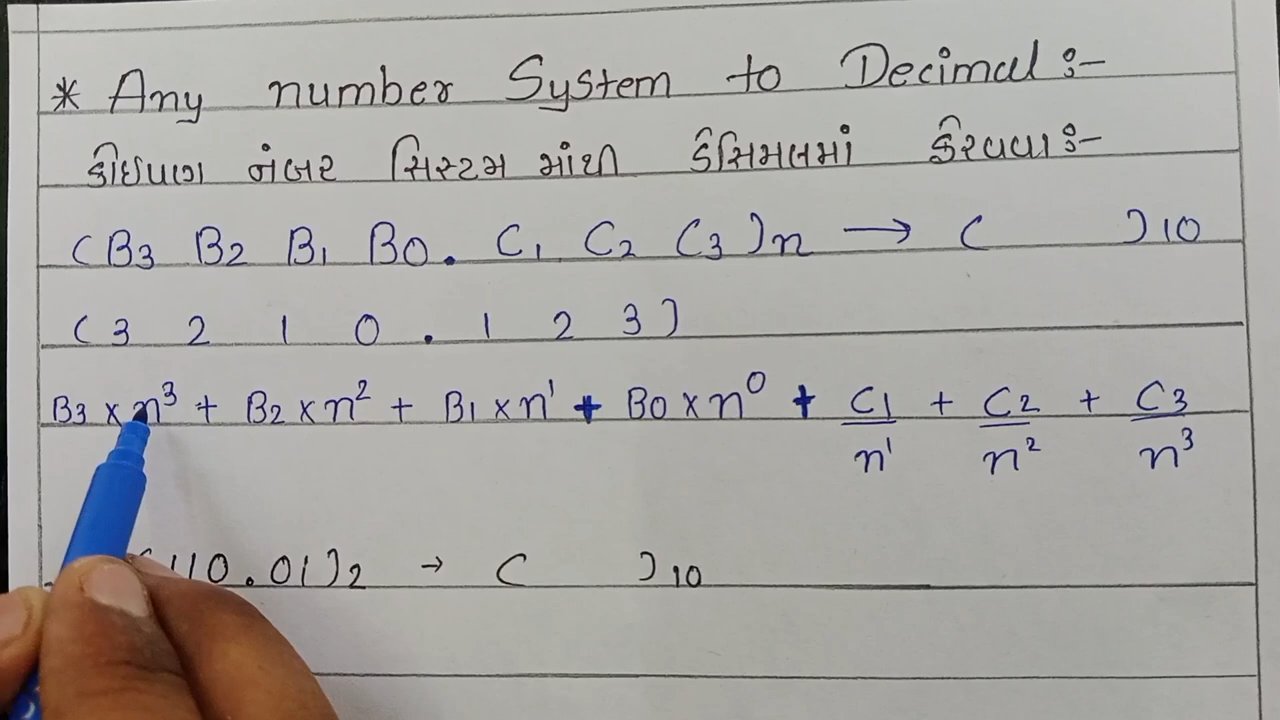 * Any number System to Decimal :-
કોઈપણ નંબર સિસ્ટમ માંથી ડેસિમલમાં ફેરવવા :-
(B3 B2 B1 B0 . C1 C2 C3)n → ( )10
(3 2 1 0 . 1 2 3)
B3 × n³ + B2 × n² + B1 × n¹ + B0 × n⁰ + C1/n¹ + C2/n² + C3/n³
110.01)2 → ( )10